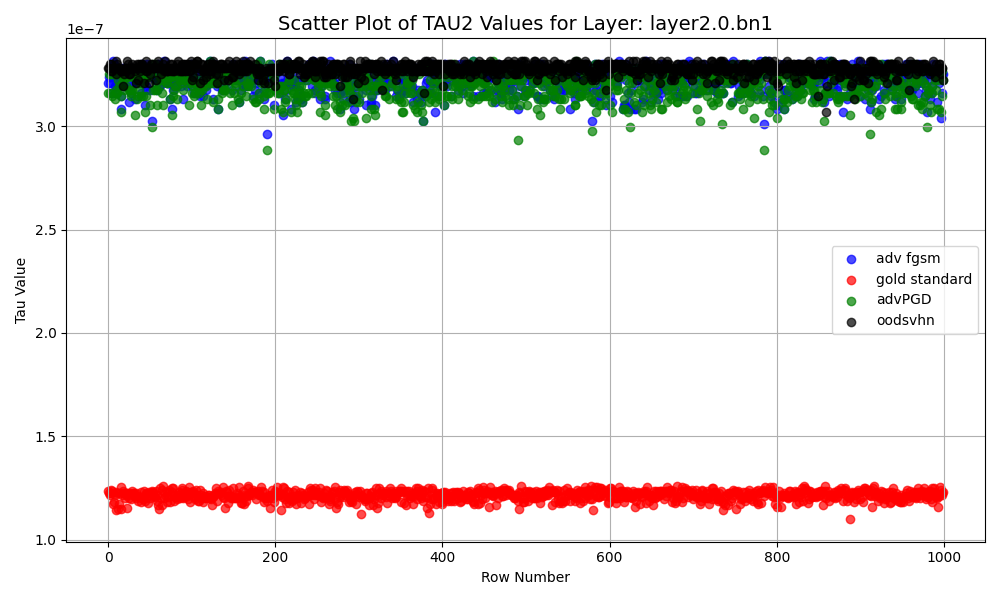 Scatter Plot of TAU2 Values for Layer: layer2.0.bn1
1e−7
3.0
2.5
2.0
1.5
1.0
Tau Value
adv fgsm
gold standard
advPGD
oodsvhn
0 200 400 600 800 1000
Row Number